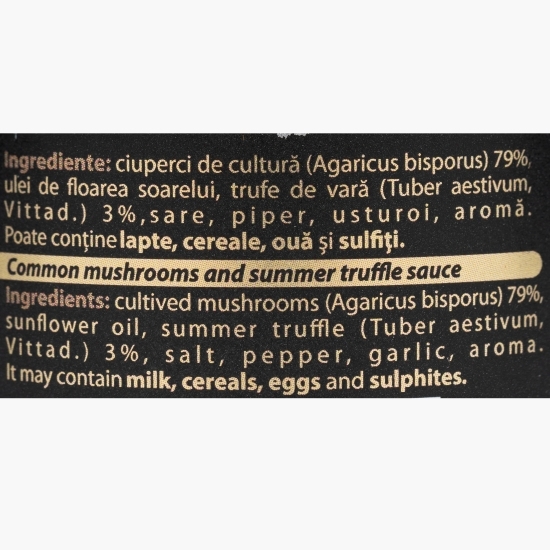 Ingrediente: ciuperci de cultură (Agaricus bisporus) 79%,
ulei de floarea soarelui, trufe de vară (Tuber aestivum,
Vittad.) 3%,sare, piper, usturoi, aromă.
Poate conține lapte, cereale, ouă și sulfiți.
Common mushrooms and summer truffle sauce
Ingredients: cultived mushrooms (Agaricus bisporus) 79%,
sunflower oil, summer truffle (Tuber aestivum,
Vittad.) 3%, salt, pepper, garlic, aroma.
It may contain milk, cereals, eggs and sulphites.